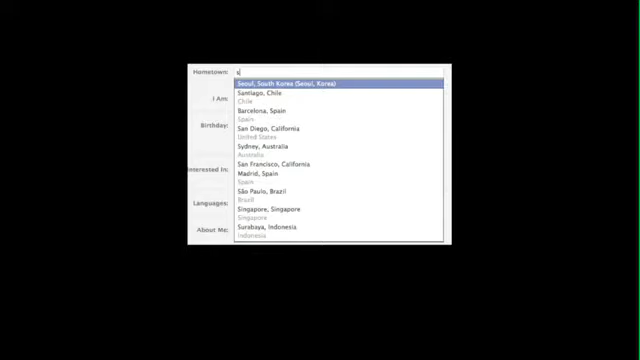 Hometown: s
Seoul, South Korea (Seoul, Korea)
I Am:
Santiago, Chile
Chile
Barcelona, Spain
Spain
Birthday:
San Diego, California
United States
Sydney, Australia
Australia
Interested In:
San Francisco, California
Madrid, Spain
Spain
Languages:
São Paulo, Brazil
Brazil
Singapore, Singapore
Singapore
About Me:
Surabaya, Indonesia
Indonesia